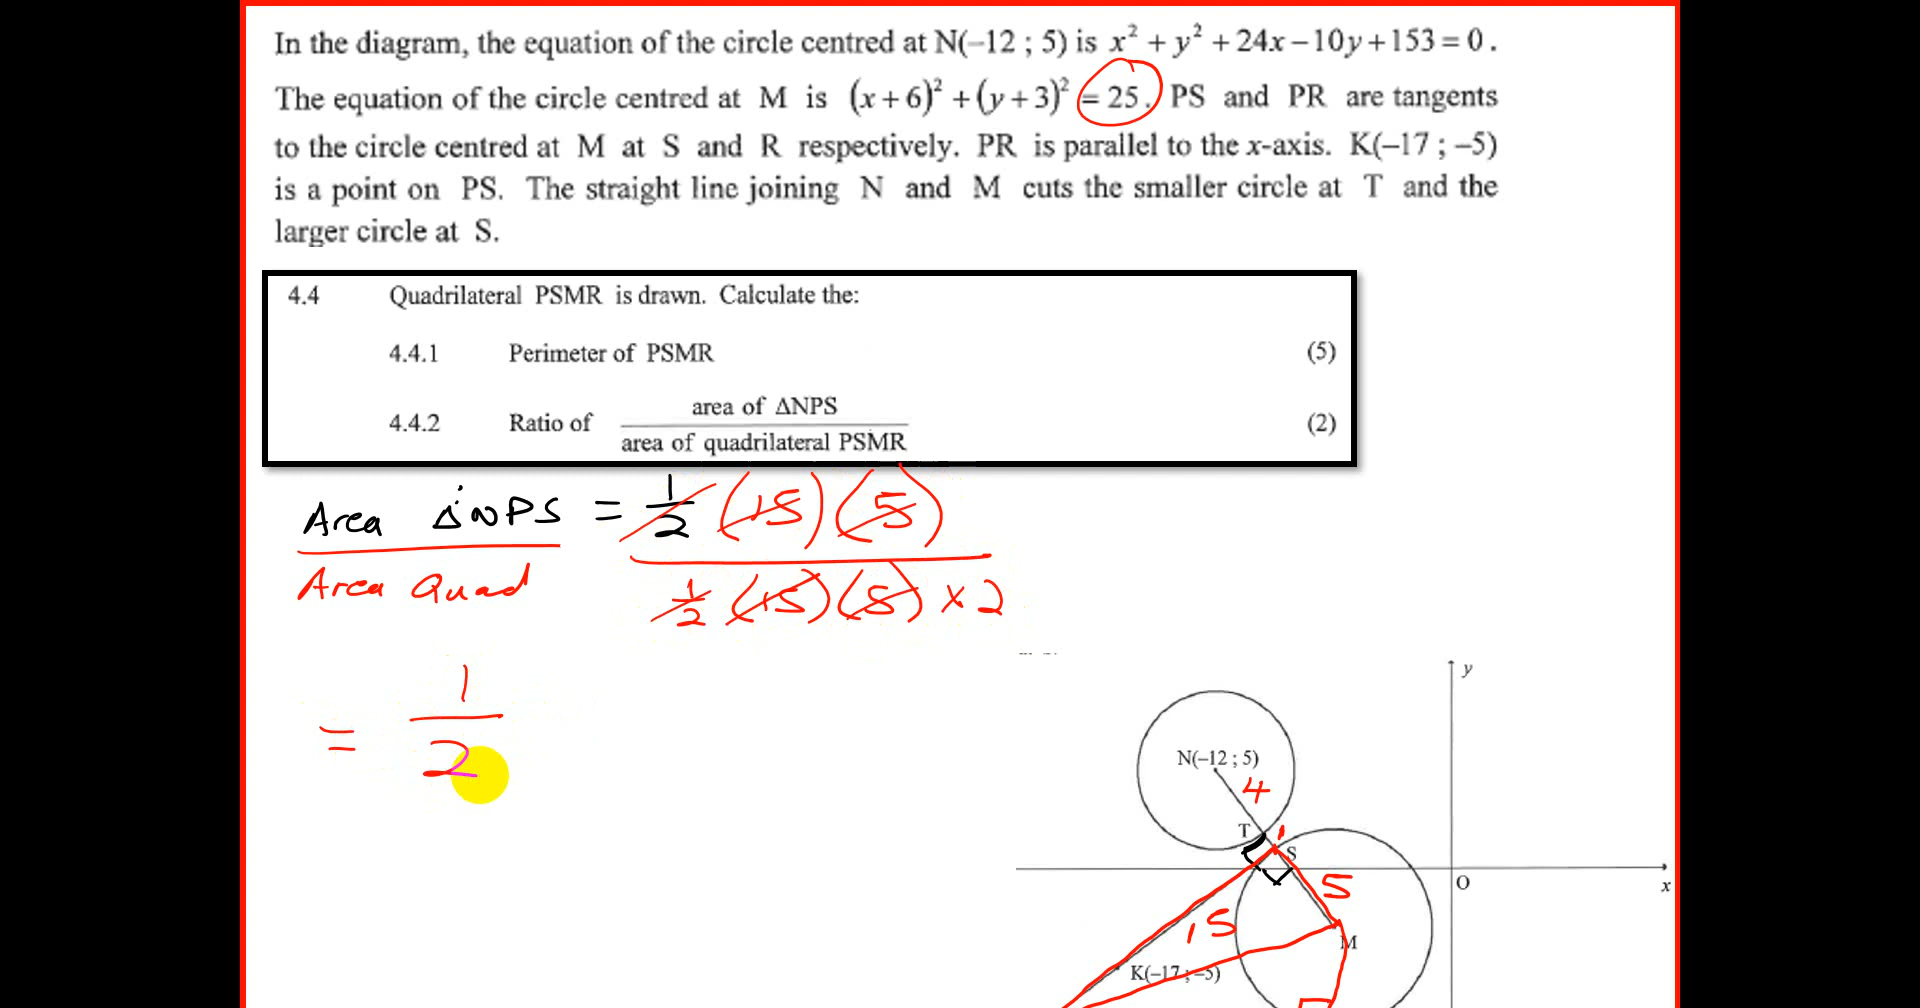 In the diagram, the equation of the circle centred at N(–12 ; 5) is x² + y² + 24x – 10y + 153 = 0 .
The equation of the circle centred at M is (x + 6)² + (y + 3)² = 25 . PS and PR are tangents
to the circle centred at M at S and R respectively. PR is parallel to the x-axis. K(–17 ; –5)
is a point on PS. The straight line joining N and M cuts the smaller circle at T and the
larger circle at S.
4.4 Quadrilateral PSMR is drawn. Calculate the:
4.4.1 Perimeter of PSMR (5)
4.4.2 Ratio of area of ΔNPS / area of quadrilateral PSMR (2)
Area ΔNPS = 1/2 (15)(5)
Area Quad 1/2 (15)(5) × 2
= 1/2
y
N(–12 ; 5)
4
T
1
S
O
x
5
15
M
K(–17 ; –5)